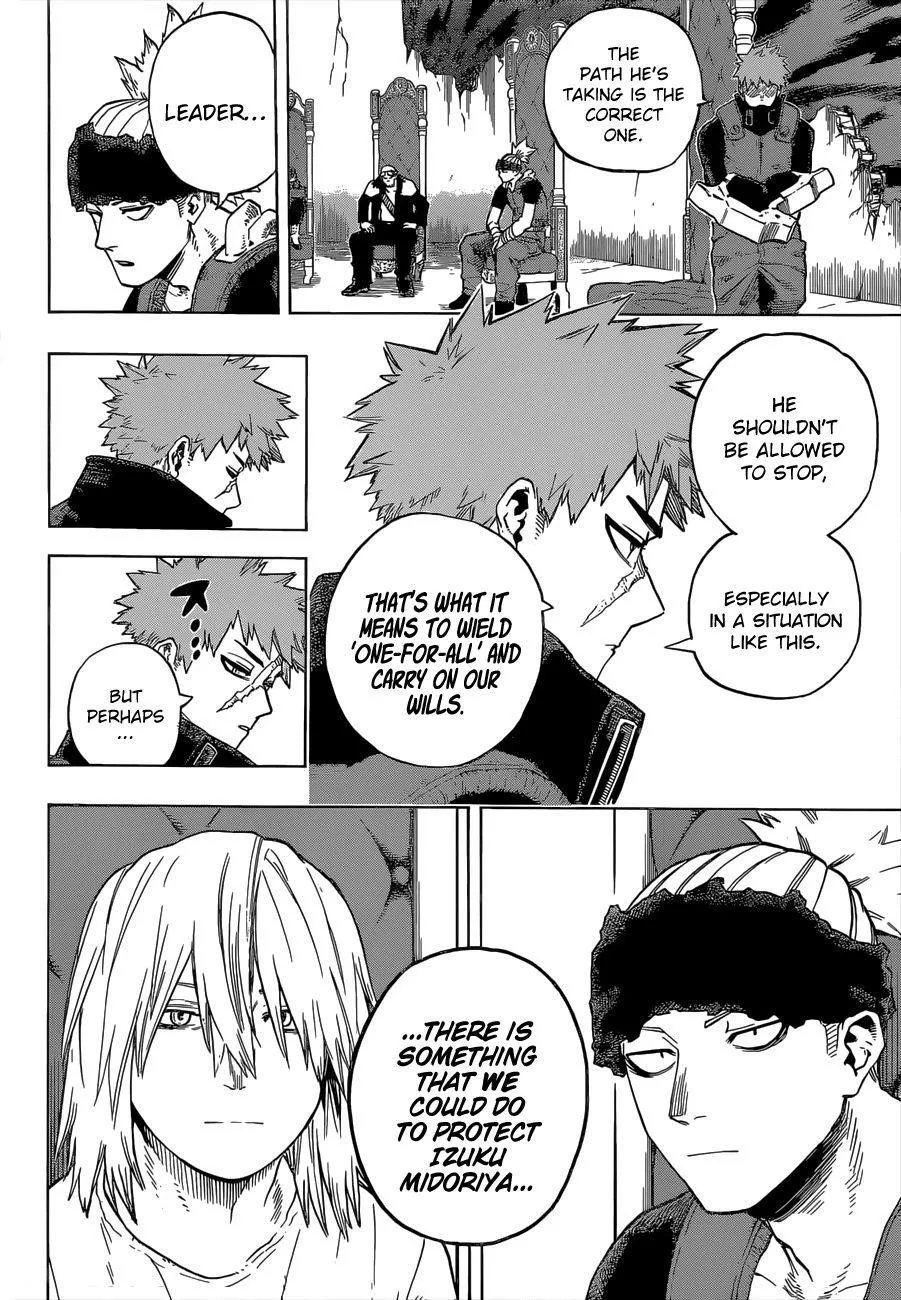 THE
PATH HE'S
TAKING IS THE
CORRECT
ONE.
LEADER...
HE
SHOULDN'T
BE ALLOWED
TO STOP,
ESPECIALLY
IN A SITUATION
LIKE THIS.
THAT'S WHAT IT
MEANS TO WIELD
'ONE-FOR-ALL' AND
CARRY ON OUR
WILLS.
BUT
PERHAPS
...
...THERE IS
SOMETHING
THAT WE
COULD DO
TO PROTECT
IZUKU
MIDORIYA...